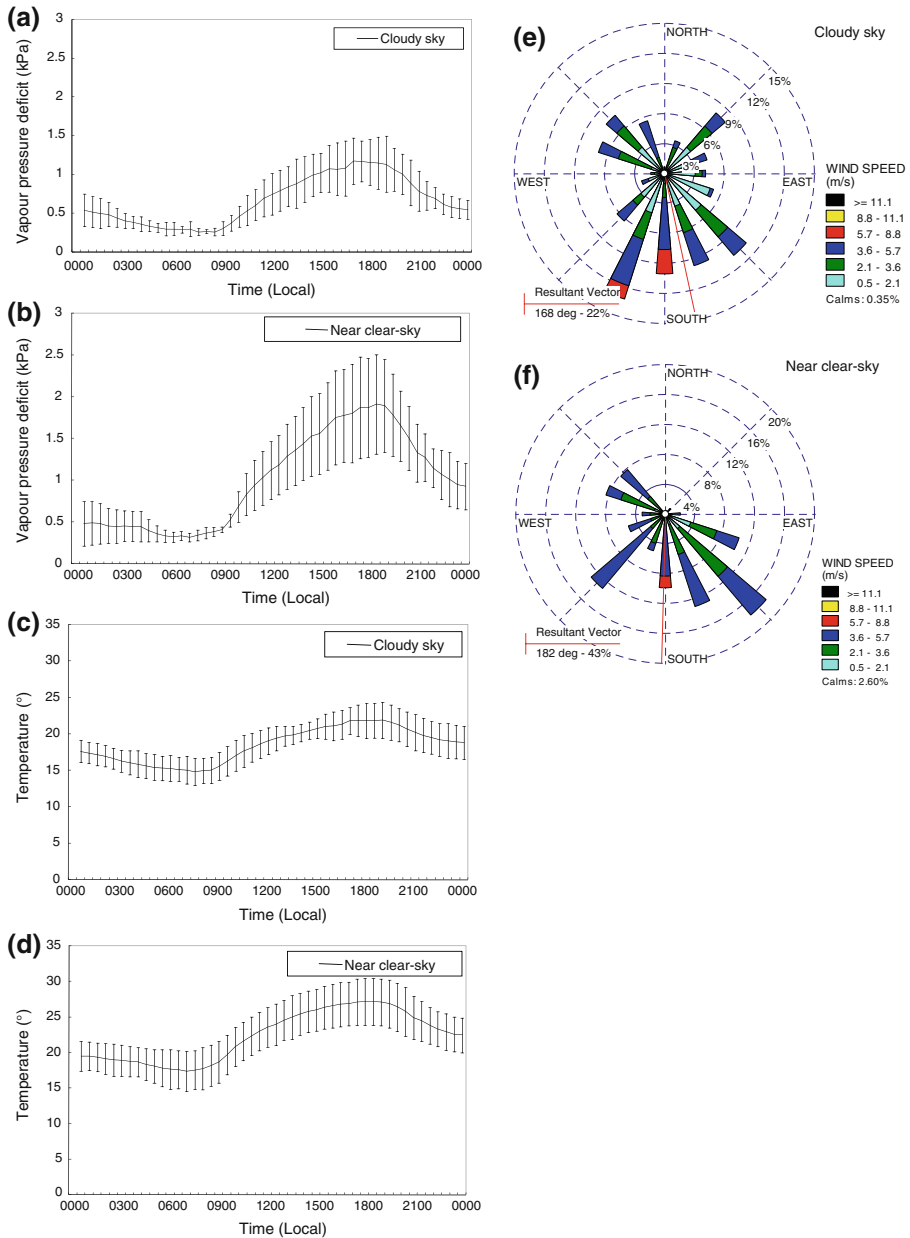 (a)
Vapour pressure deficit (kPa)
3
2.5
2
1.5
1
0.5
0
Cloudy sky
0000 0300 0600 0900 1200 1500 1800 2100 0000
Time (Local)
(b)
Vapour pressure deficit (kPa)
3
2.5
2
1.5
1
0.5
0
Near clear-sky
0000 0300 0600 0900 1200 1500 1800 2100 0000
Time (Local)
(c)
Temperature (°)
35
30
25
20
15
10
5
0
Cloudy sky
0000 0300 0600 0900 1200 1500 1800 2100 0000
Time (Local)
(d)
Temperature (°)
35
30
25
20
15
10
5
0
Near clear-sky
0000 0300 0600 0900 1200 1500 1800 2100 0000
Time (Local)
(e)
Cloudy sky
NORTH
15%
12%
9%
6%
3%
WEST
EAST
SOUTH
Resultant Vector
168 deg - 22%
WIND SPEED
(m/s)
>= 11.1
8.8 - 11.1
5.7 - 8.8
3.6 - 5.7
2.1 - 3.6
0.5 - 2.1
Calms: 0.35%
(f)
Near clear-sky
NORTH
20%
16%
12%
8%
4%
WEST
EAST
SOUTH
Resultant Vector
182 deg - 43%
WIND SPEED
(m/s)
>= 11.1
8.8 - 11.1
5.7 - 8.8
3.6 - 5.7
2.1 - 3.6
0.5 - 2.1
Calms: 2.60%